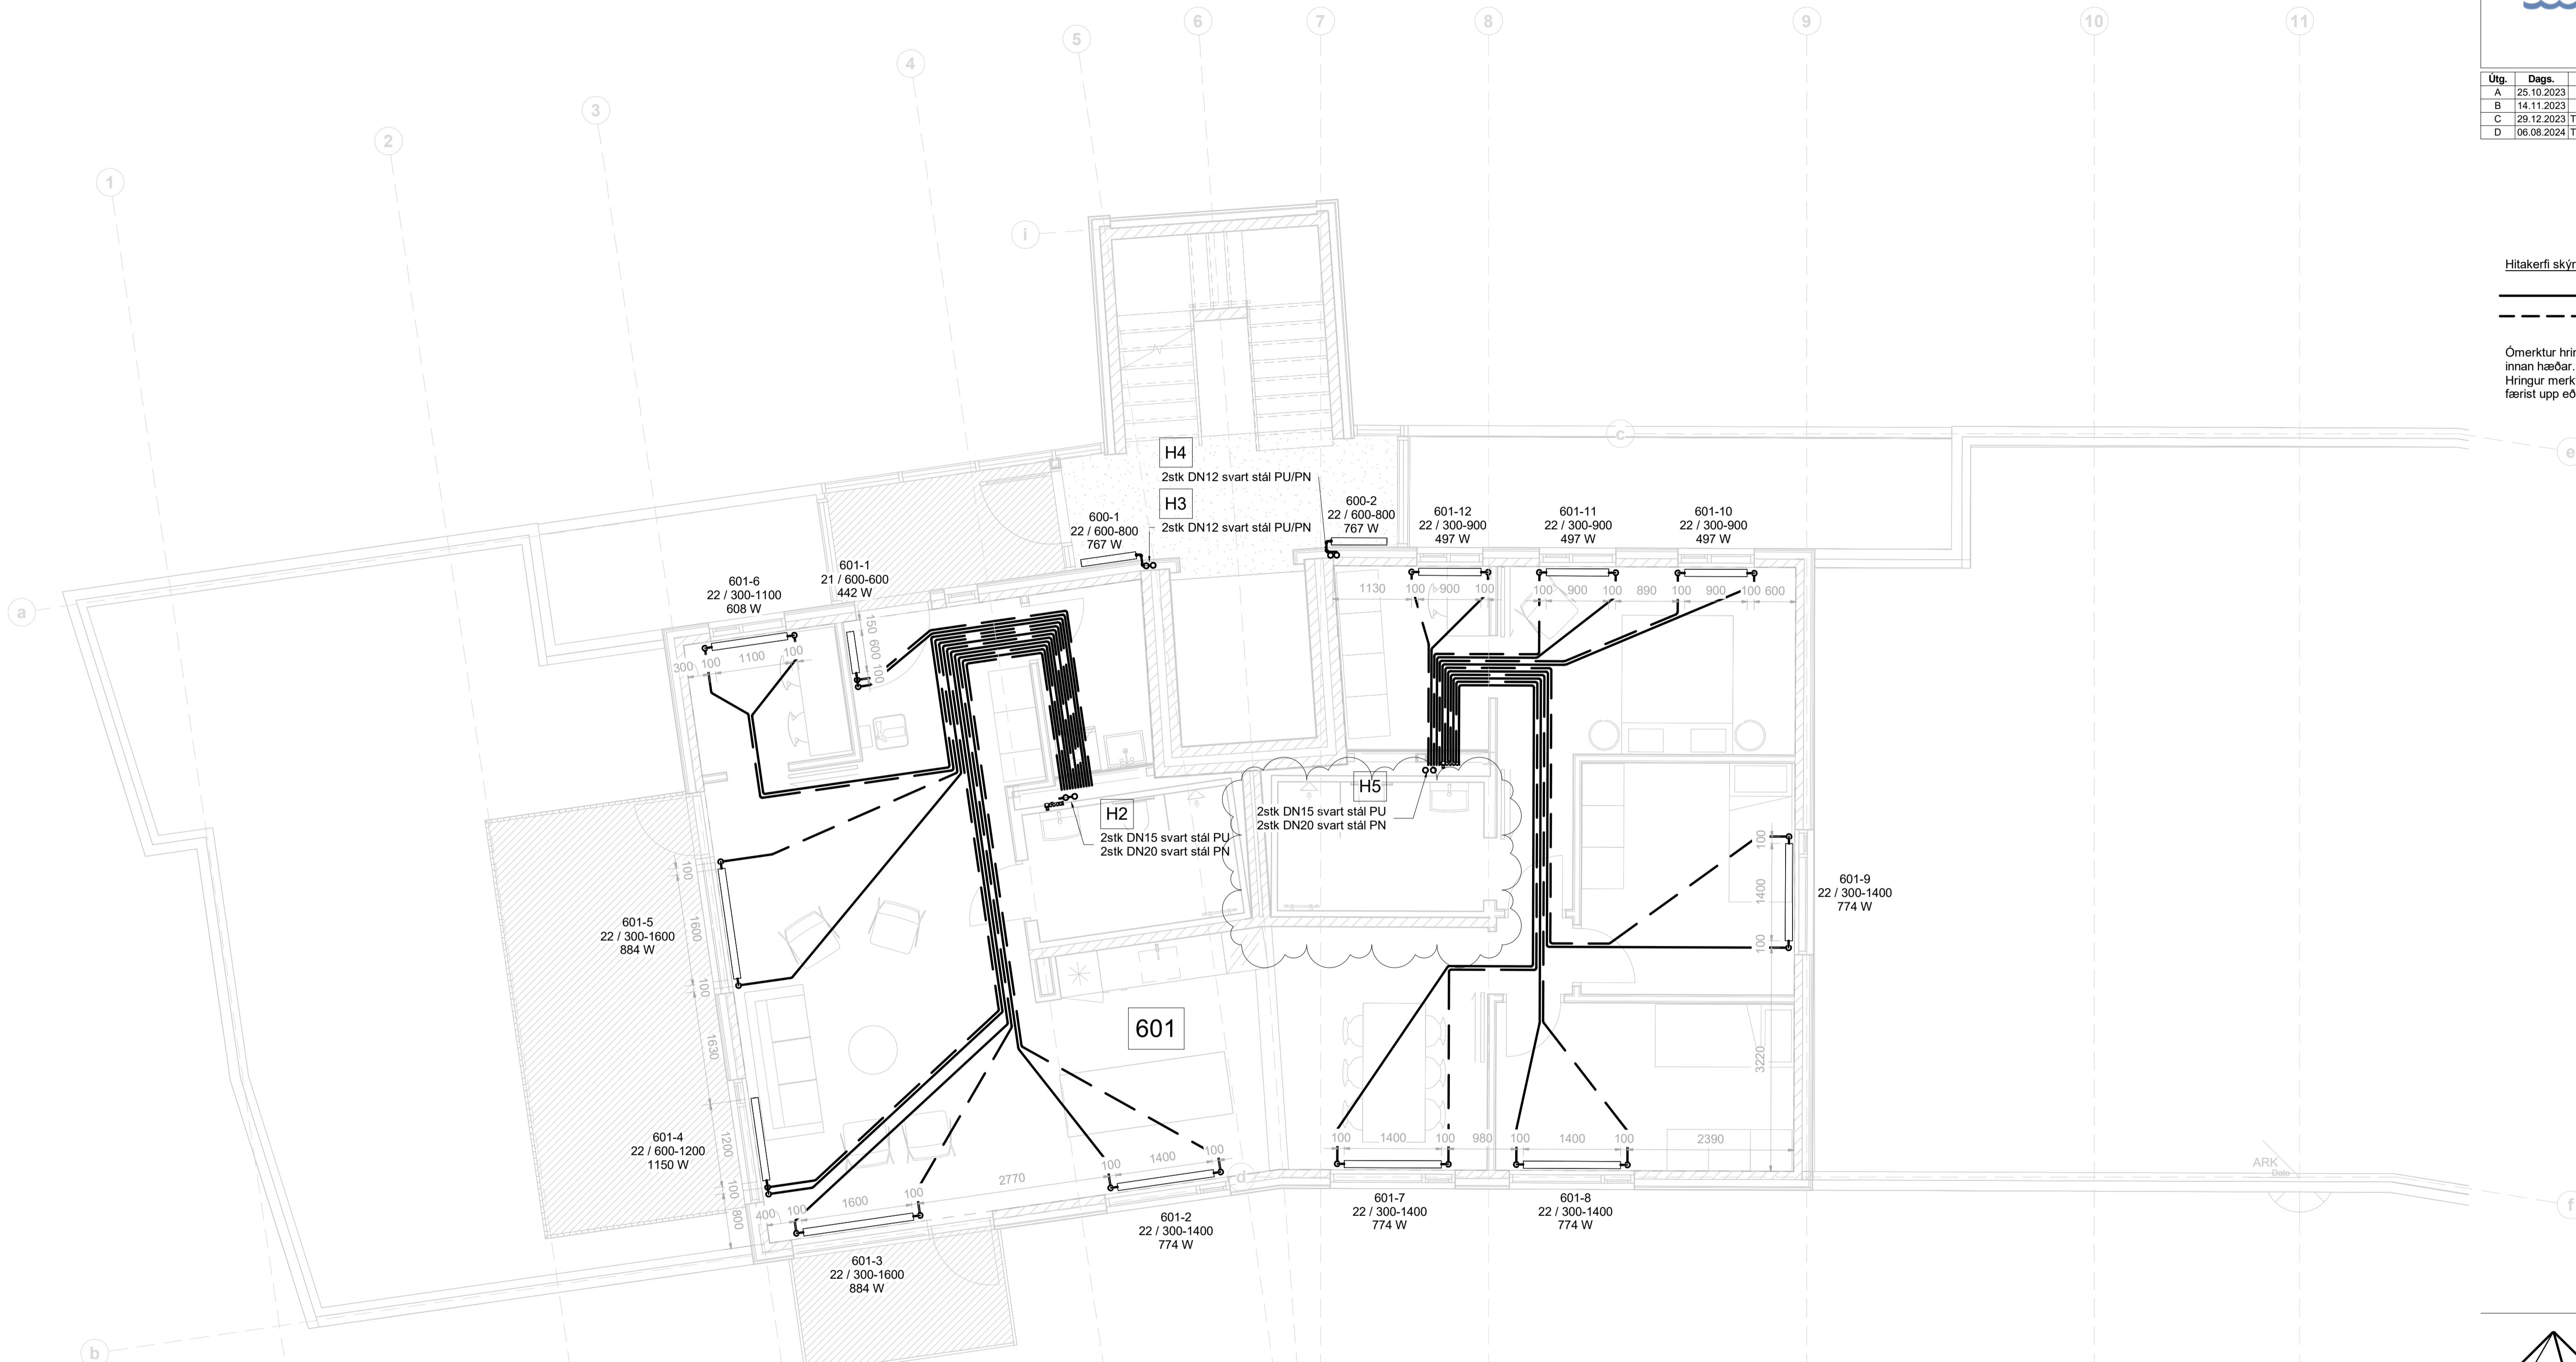 1
2
3
4
5
6
7
8
9
10
11
Útg. Dags.
A 25.10.2023
B 14.11.2023
C 29.12.2023 T
D 06.08.2024 T
Hitakerfi
innan hæðar.
Hringur
færist upp
i
c
e
a
H4
2stk DN12 svart stál PU/PN
H3
2stk DN12 svart stál PU/PN
600-1
22 / 600-800
767 W
600-2
22 / 600-800
767 W
601-12
22 / 300-900
497 W
601-11
22 / 300-900
497 W
601-10
22 / 300-900
497 W
601-6
22 / 300-1100
608 W
601-1
21 / 600-600
442 W
300 100 1100 100
150 600 100
1130 100 900 100
100 900 100 890 100 900 100 600
H2
2stk DN15 svart stál PU
2stk DN20 svart stál PN
H5
2stk DN15 svart stál PU
2stk DN20 svart stál PN
601-5
22 / 300-1600
884 W
100
1600
100
1630
100
1400
100
601-9
22 / 300-1400
774 W
601
3220
601-4
22 / 600-1200
1150 W
1200
100
800
400 100 1600 100 2770 100 1400 100
100 1400 100 980 100 1400 100 2390
d
ARK
Dato
f
601-3
22 / 300-1600
884 W
601-2
22 / 300-1400
774 W
601-7
22 / 300-1400
774 W
601-8
22 / 300-1400
774 W
b